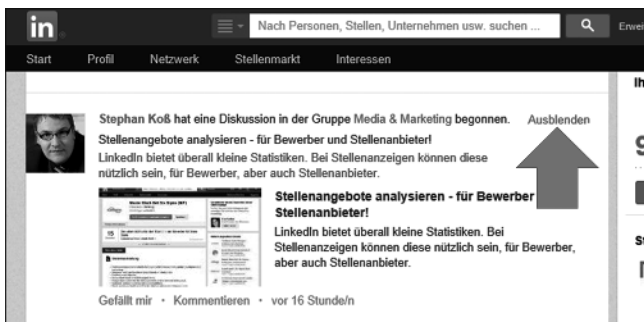 in
Nach Personen, Stellen, Unternehmen usw. suchen ...
Erwei
Start Profil Netzwerk Stellenmarkt Interessen
Stephan Koß hat eine Diskussion in der Gruppe Media & Marketing begonnen. Ausblenden
Stellenangebote analysieren - für Bewerber und Stellenanbieter!
LinkedIn bietet überall kleine Statistiken. Bei Stellenanzeigen können diese
nützlich sein, für Bewerber, aber auch Stellenanbieter.
Stellenangebote analysieren - für Bewerber
Stellenanbieter!
LinkedIn bietet überall kleine Statistiken. Bei
Stellenanzeigen können diese nützlich sein, für Bewerber,
aber auch Stellenanbieter.
Gefällt mir · Kommentieren · vor 16 Stunde/n